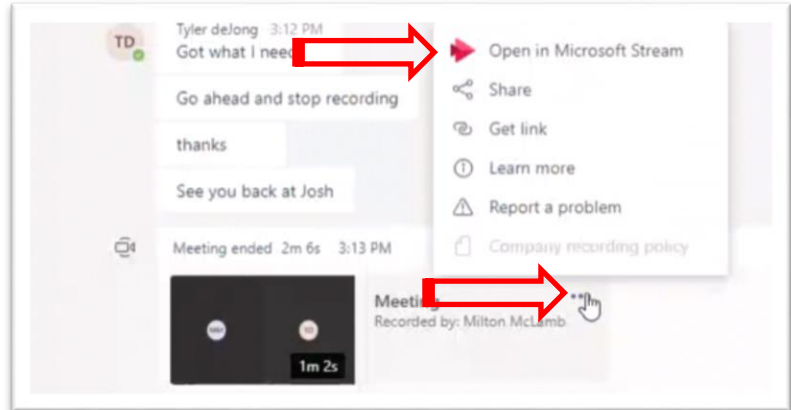 Tyler deJong 3:12 PM
TD
Got what I nee
Go ahead and stop recording
thanks
See you back at Josh
Meeting ended 2m 6s 3:13 PM
Open in Microsoft Stream
Share
Get link
Learn more
Report a problem
Company recording policy
Meeting
Recorded by: Milton McLamb
TD
1m 2s